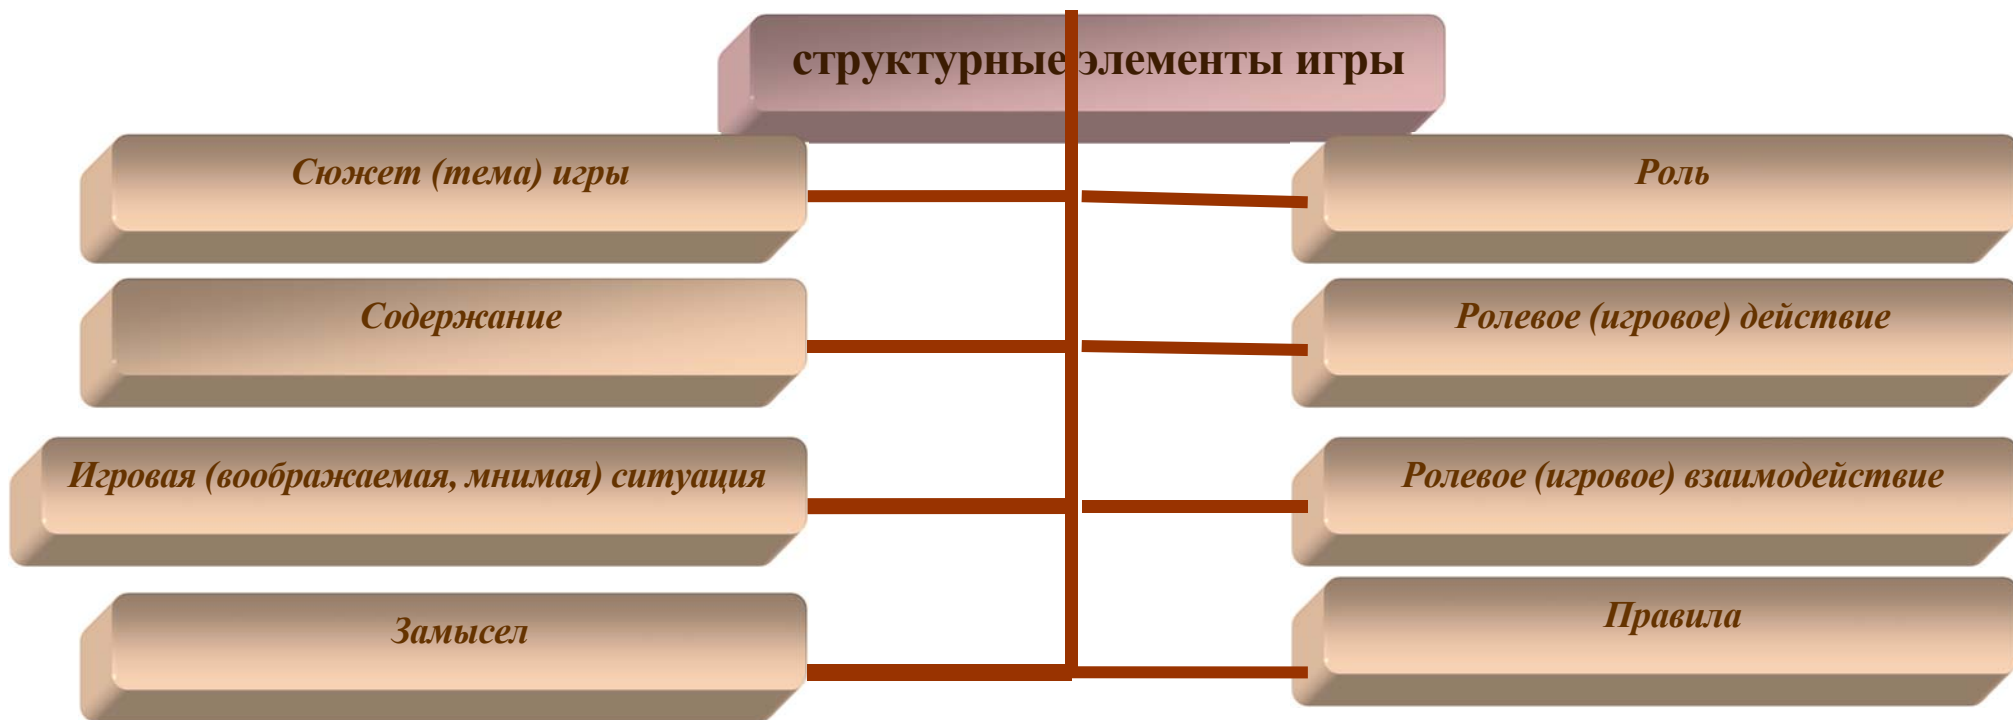 структурные элементы игры
Сюжет (тема) игры
Роль
Содержание
Ролевое (игровое) действие
Игровая (воображаемая, мнимая) ситуация
Ролевое (игровое) взаимодействие
Замысел
Правила